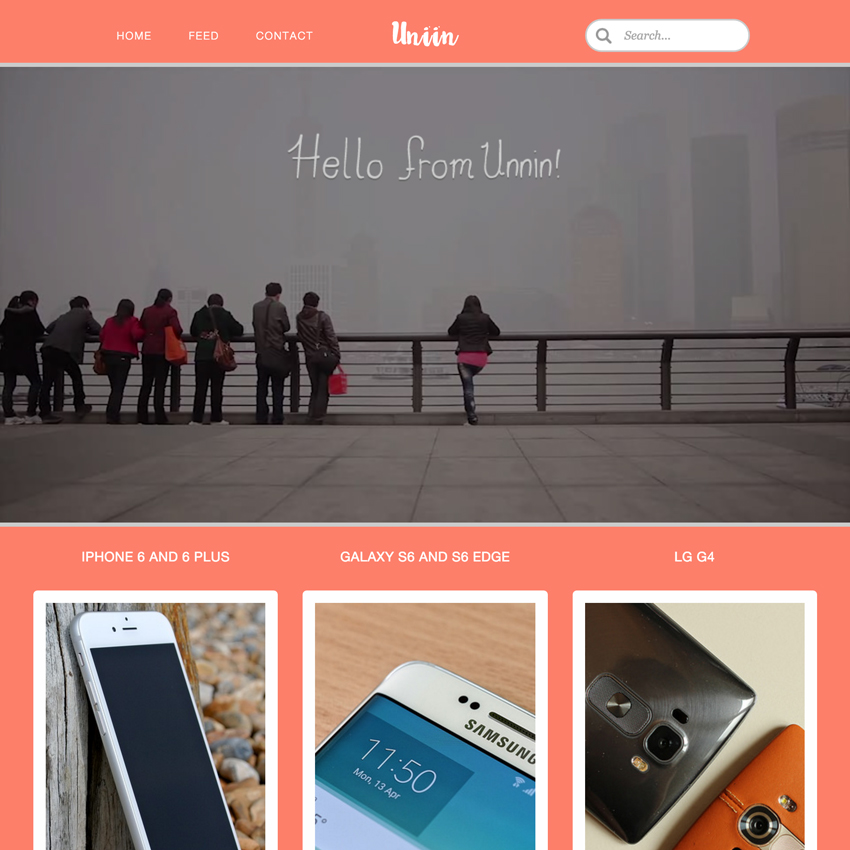 HOME FEED CONTACT
Uniin
Search...
Hello from Unnin!
IPHONE 6 AND 6 PLUS
GALAXY S6 AND S6 EDGE
LG G4
SAMSUNG
11:50
Mon, 13 Apr